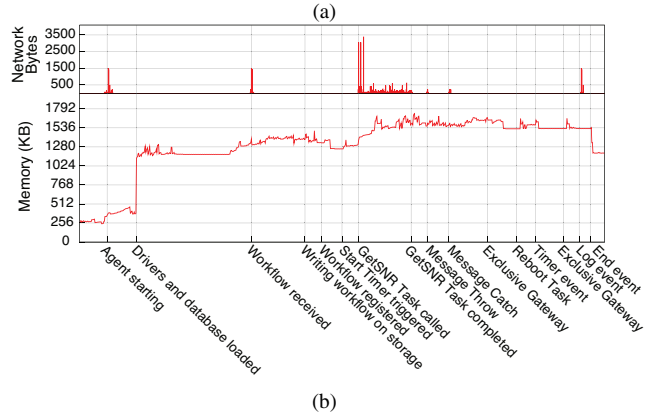 (a)
Network
Bytes
3500
2500
1500
500
Memory (KB)
1792
1536
1280
1024
768
512
256
0
Agent starting
Drivers and database loaded
Workflow received
Writing workflow on storage
Workflow registered
Start Timer triggered
GetSNR Task called
GetSNR Task completed
Message Throw
Message Catch
Exclusive Gateway
Reboot Task
Timer event
Exclusive Gateway
Log event
End event
(b)